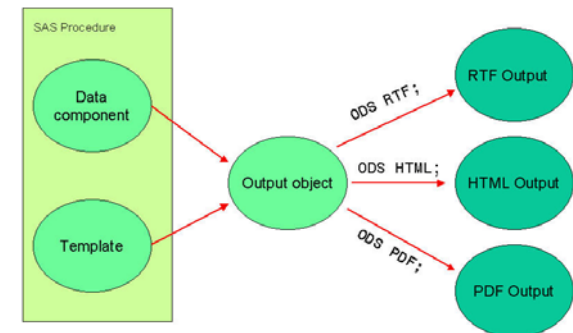 SAS Procedure
Data
component
Template
Output object
ODS RTF;
ODS HTML;
ODS PDF;
RTF Output
HTML Output
PDF Output